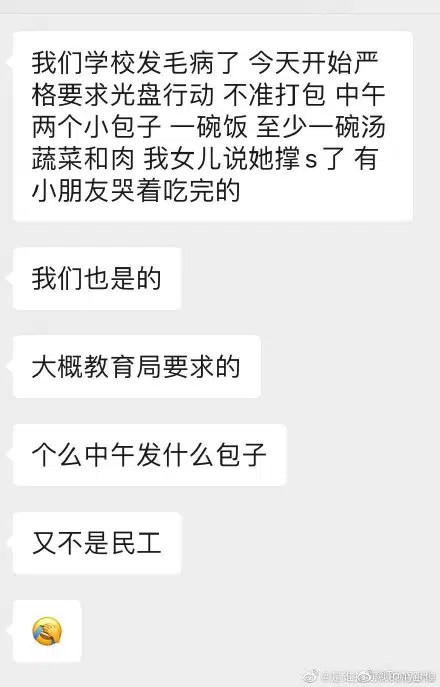 我们学校发毛病了 今天开始严
格要求光盘行动 不准打包 中午
两个小包子 一碗饭 至少一碗汤
蔬菜和肉 我女儿说她撑s了 有
小朋友哭着吃完的
我们也是的
大概教育局要求的
个么中午发什么包子
又不是民工